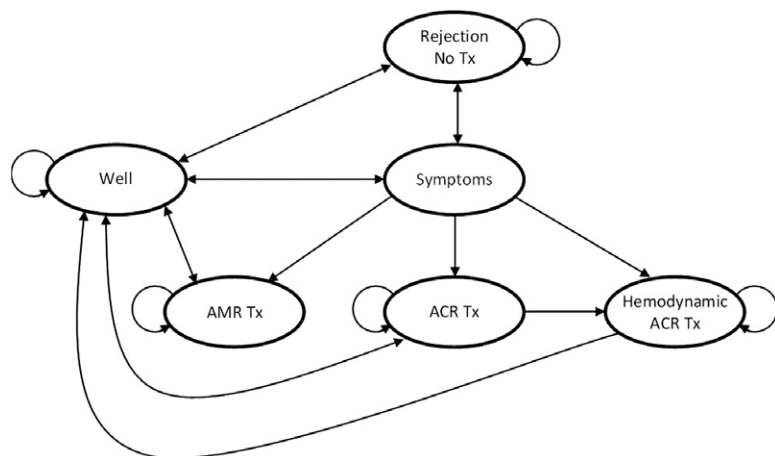 Rejection
No Tx
Well
Symptoms
AMR Tx
ACR Tx
Hemodynamic
ACR Tx